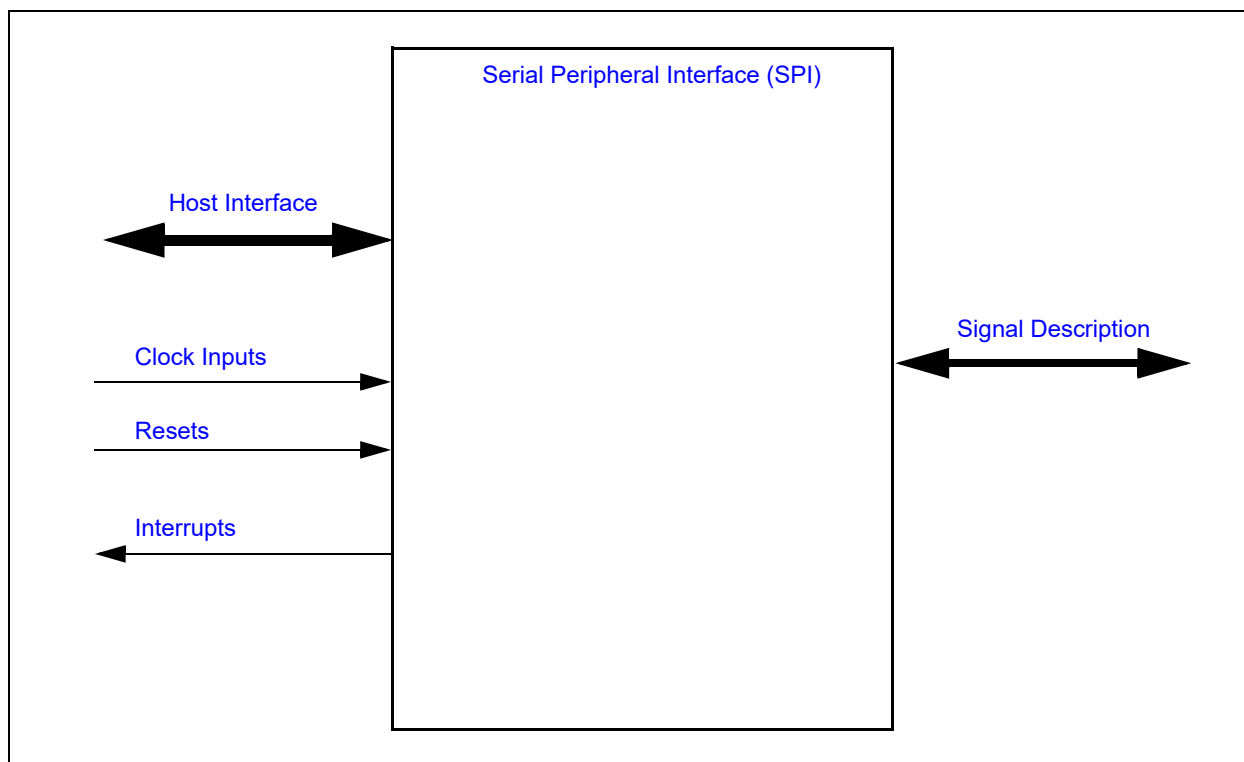 Serial Peripheral Interface (SPI)
Host Interface
Signal Description
Clock Inputs
Resets
Interrupts